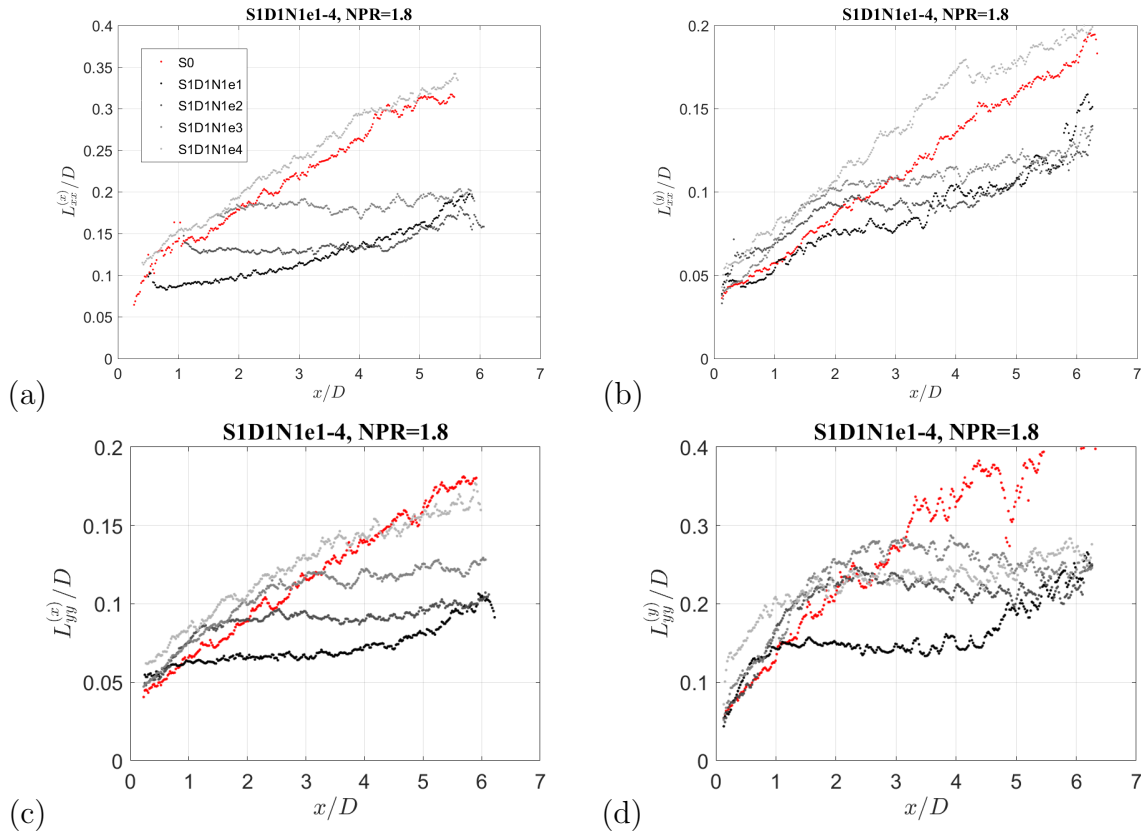 S1D1N1e1-4, NPR=1.8
0.4
0.35
0.3
0.25
0.2
0.15
0.1
0.05
0
L_{xx}^{(x)}/D
S0
S1D1N1e1
S1D1N1e2
S1D1N1e3
S1D1N1e4
0 1 2 3 4 5 6 7
x/D
(a)
S1D1N1e1-4, NPR=1.8
0.2
0.15
0.1
0.05
0
L_{xx}^{(y)}/D
0 1 2 3 4 5 6 7
x/D
(b)
S1D1N1e1-4, NPR=1.8
0.2
0.15
0.1
0.05
0
L_{yy}^{(x)}/D
0 1 2 3 4 5 6 7
x/D
(c)
S1D1N1e1-4, NPR=1.8
0.4
0.3
0.2
0.1
0
L_{yy}^{(y)}/D
0 1 2 3 4 5 6 7
x/D
(d)